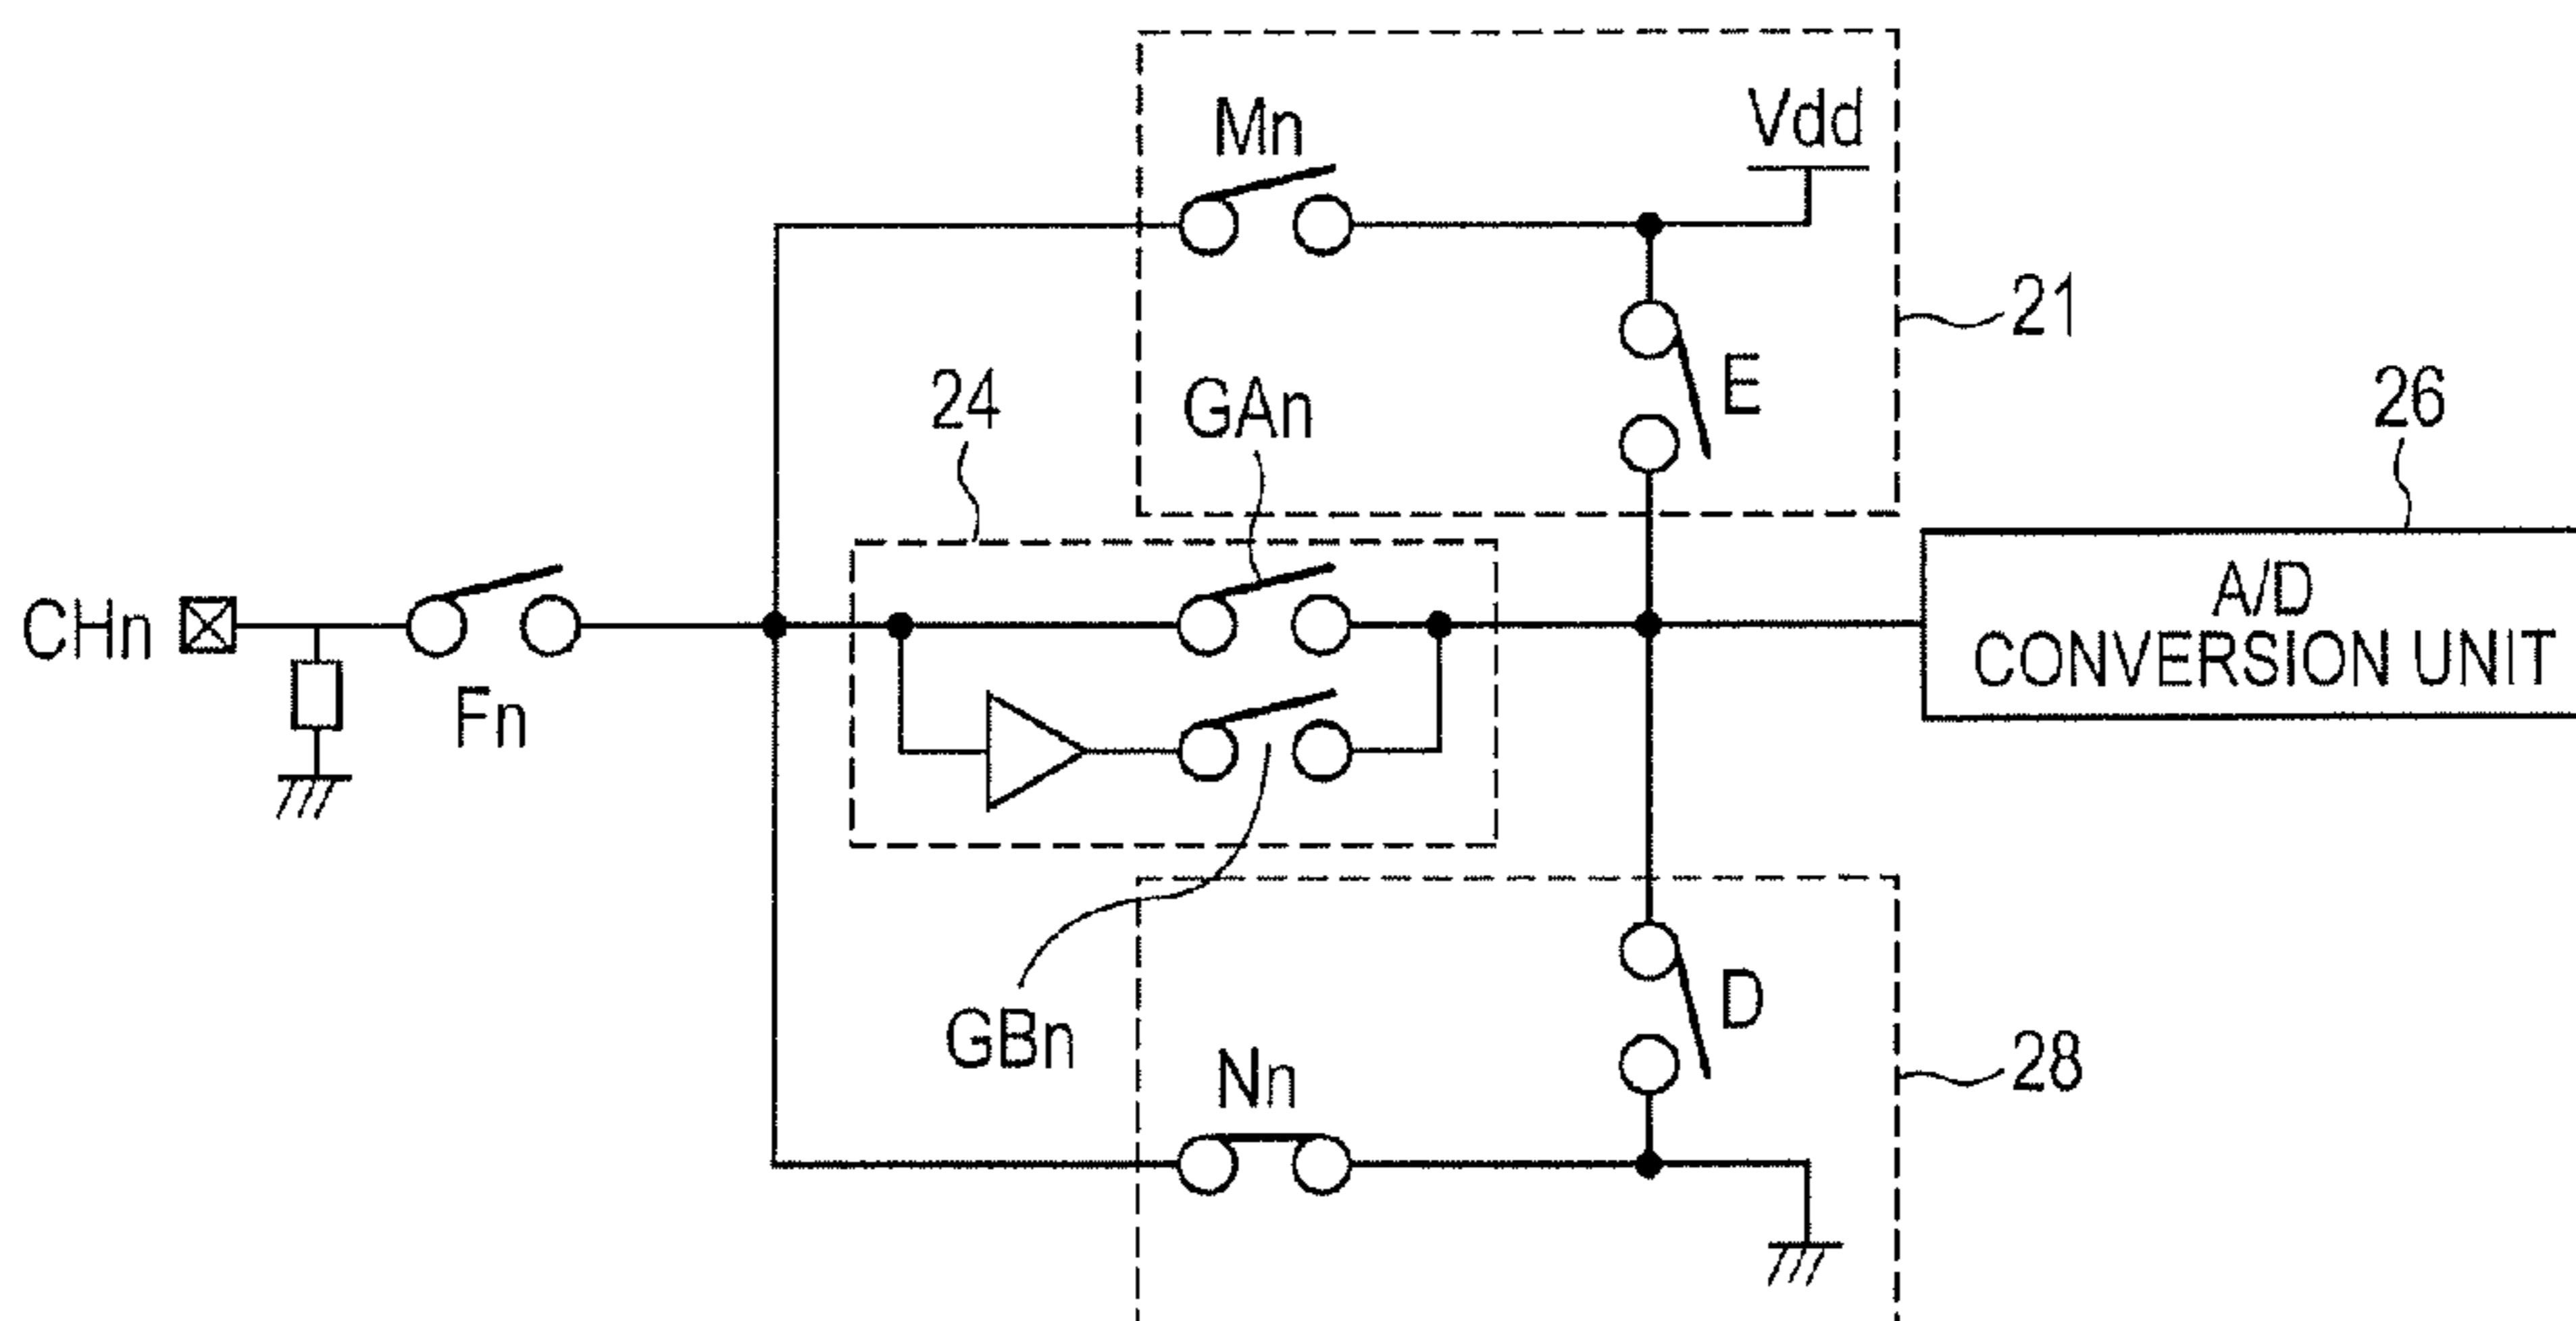 Mn
Vdd
21
E
24
GAn
26
CHn
Fn
A/D
CONVERSION UNIT
GBn
D
Nn
28